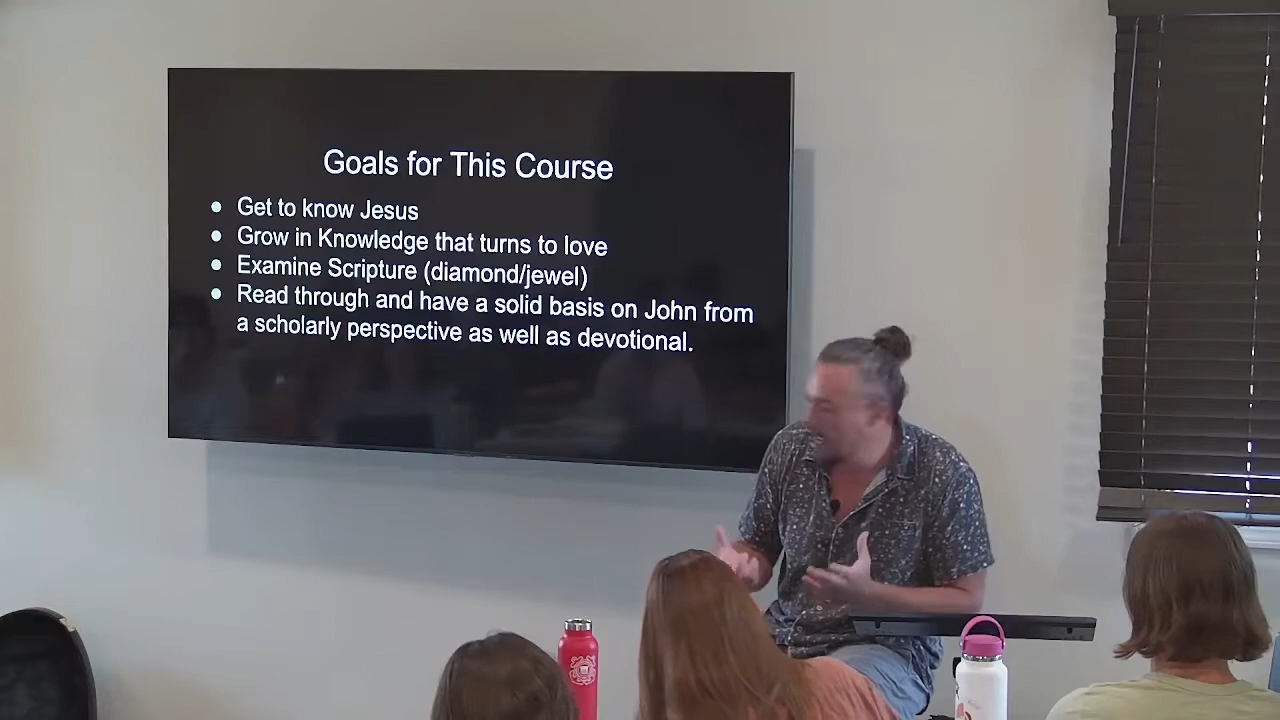 Goals for This Course
● Get to know Jesus
● Grow in Knowledge that turns to love
● Examine Scripture (diamond/jewel)
● Read through and have a solid basis on John from
a scholarly perspective as well as devotional.